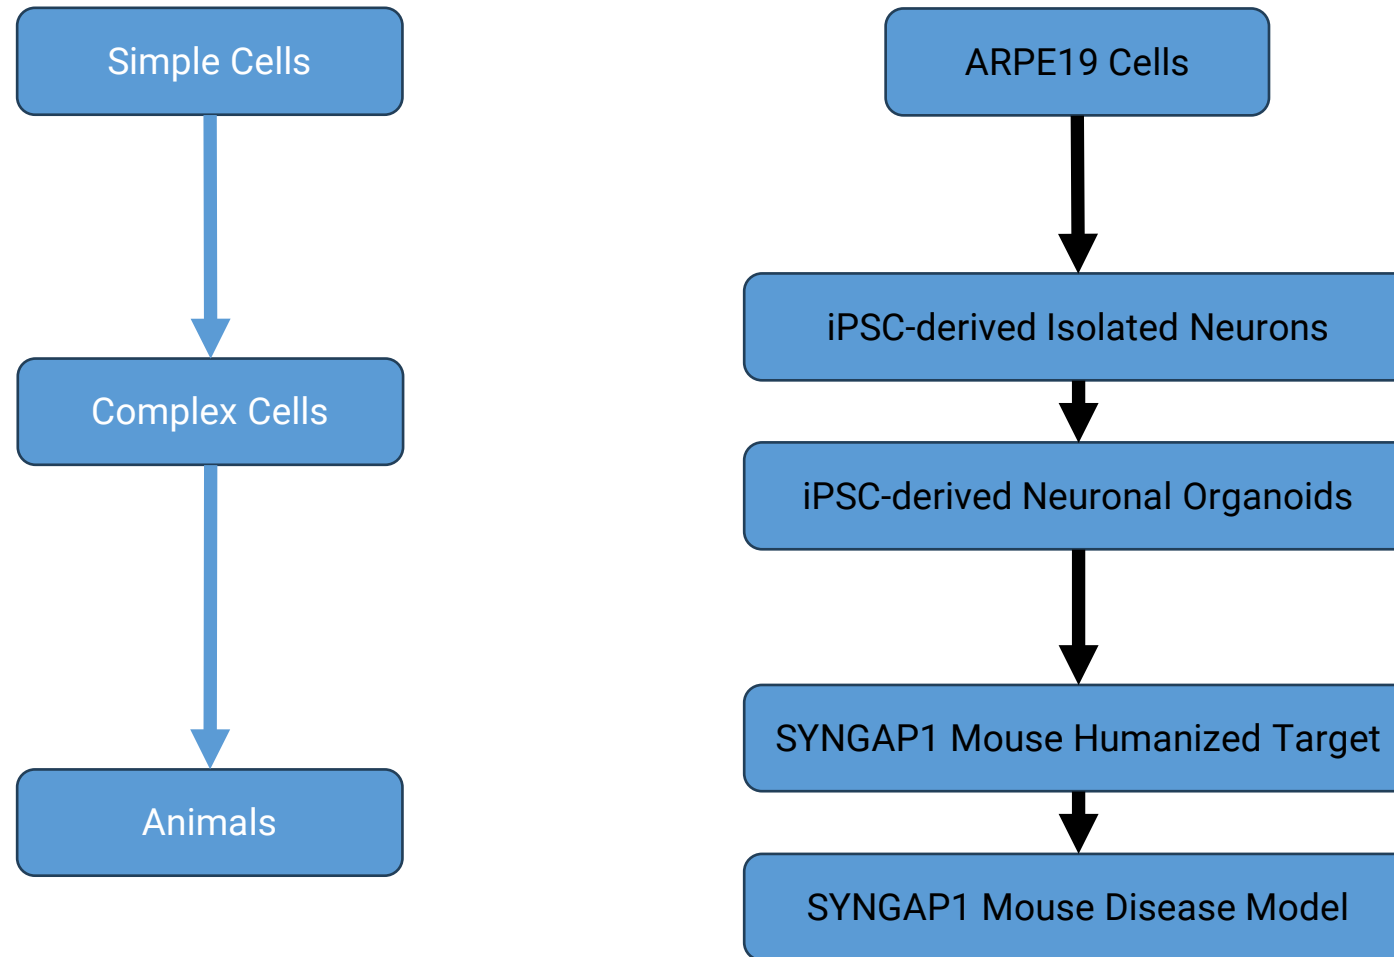 Simple Cells
Complex Cells
Animals
ARPE19 Cells
iPSC-derived Isolated Neurons
iPSC-derived Neuronal Organoids
SYNGAP1 Mouse Humanized Target
SYNGAP1 Mouse Disease Model